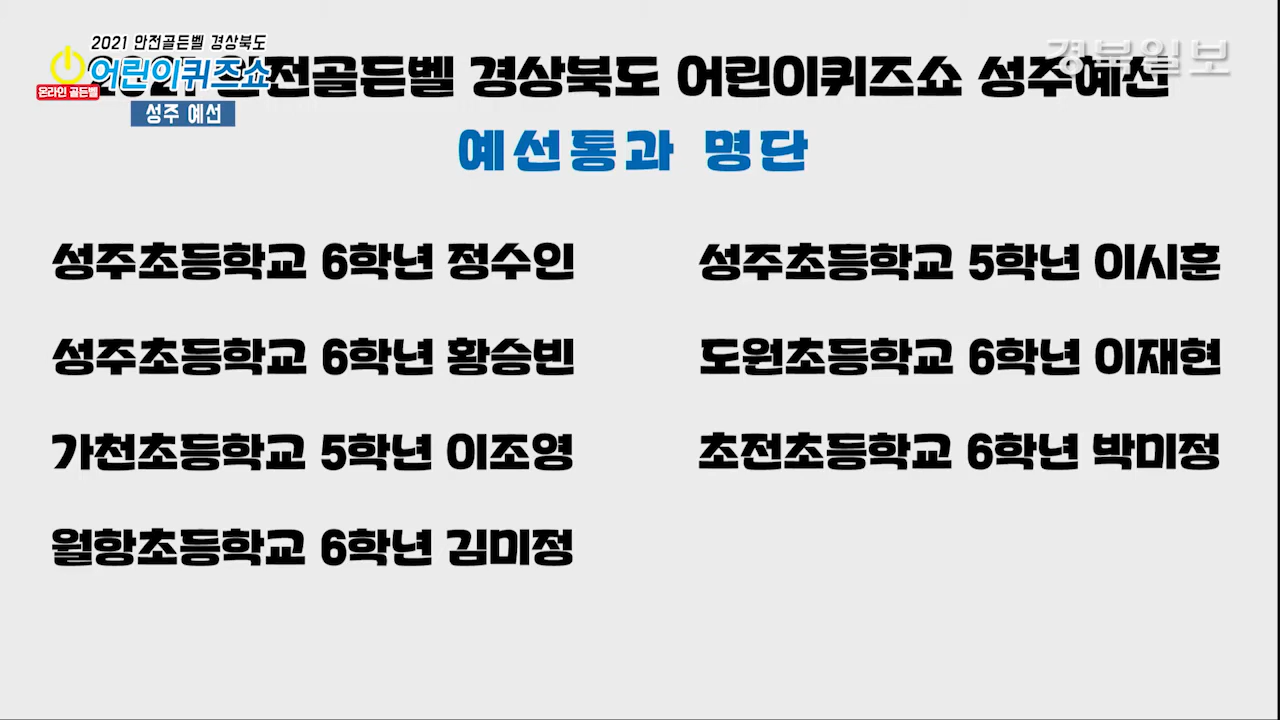 2021 안전골든벨 경상북도
어린이퀴즈쇼
온라인 골든벨
성주 예선
경북일보
전골든벨 경상북도 어린이퀴즈쇼 성주예선
예선통과 명단
성주초등학교 6학년 정수인
성주초등학교 5학년 이시훈
성주초등학교 6학년 황승빈
도원초등학교 6학년 이재현
가천초등학교 5학년 이조영
초전초등학교 6학년 박미정
월항초등학교 6학년 김미정